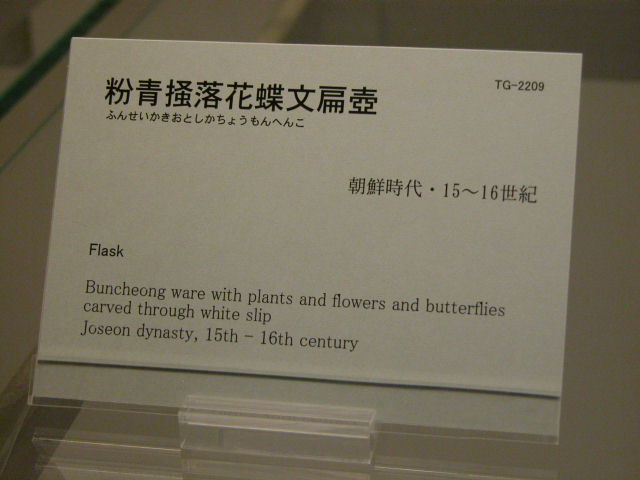 粉青掻落花蝶文扁壺
TG-2209
ふんせいかきおとしかちょうもんへんこ
朝鮮時代・15～16世紀
Flask
Buncheong ware with plants and flowers and butterflies
carved through white slip
Joseon dynasty, 15th - 16th century